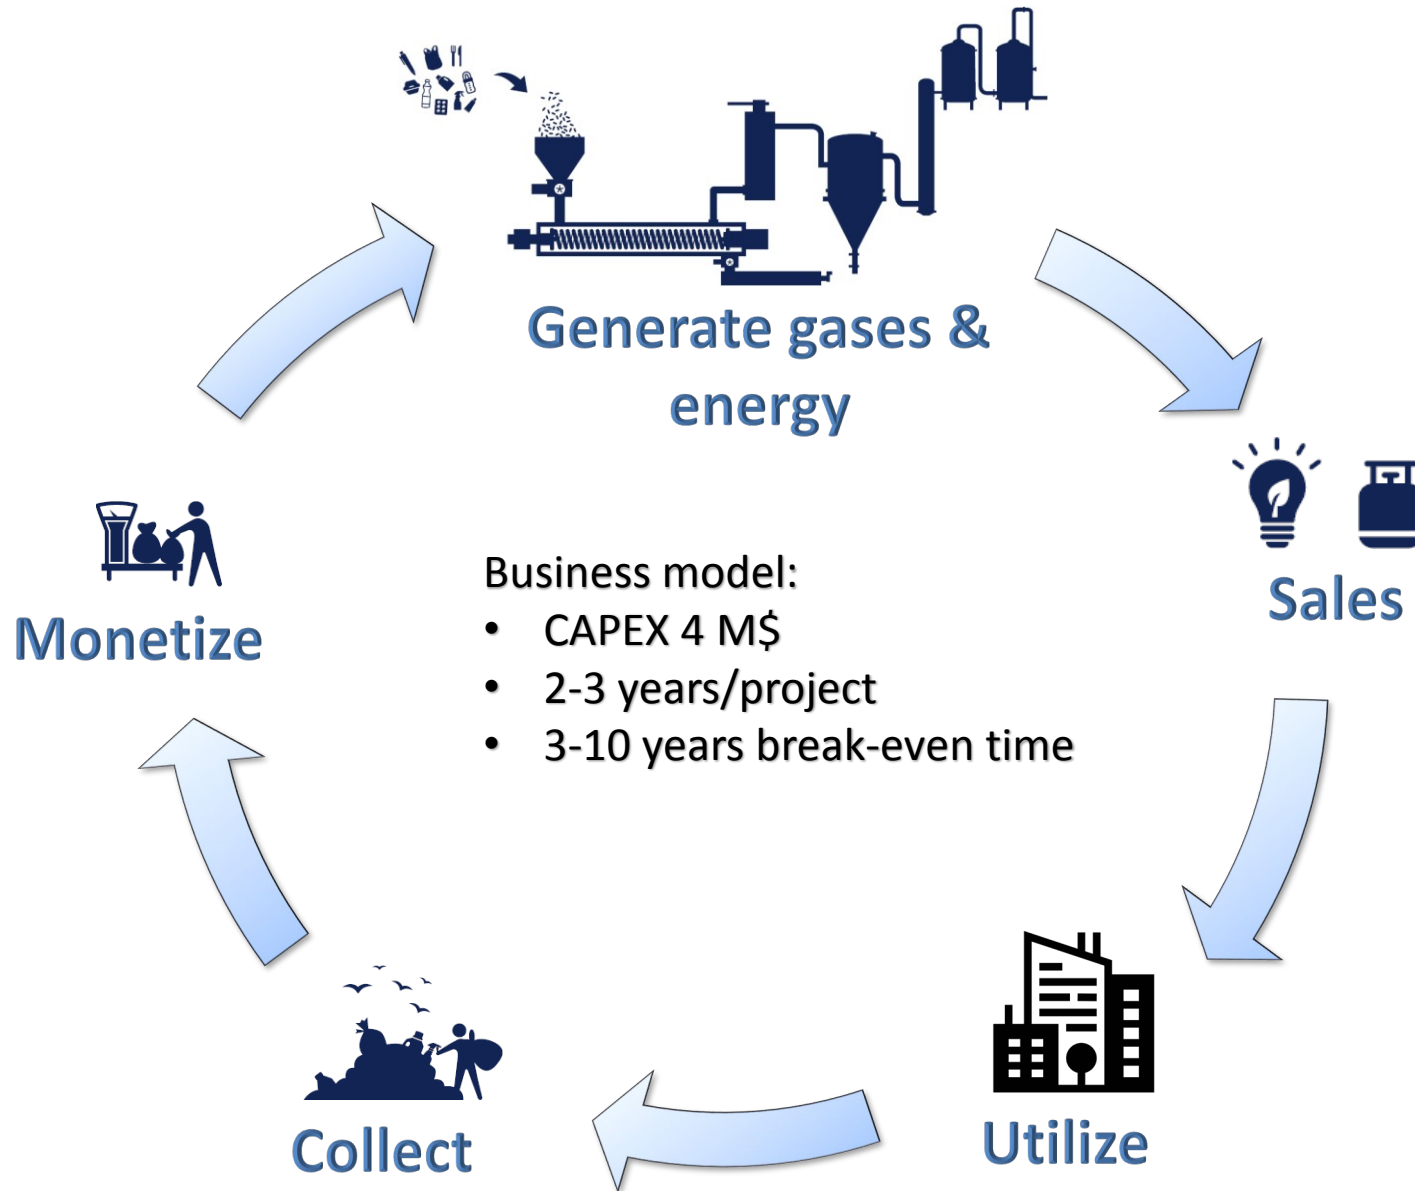 Generate gases &
energy
Sales
Monetize
Business model:
• CAPEX 4 M$
• 2-3 years/project
• 3-10 years break-even time
Utilize
Collect